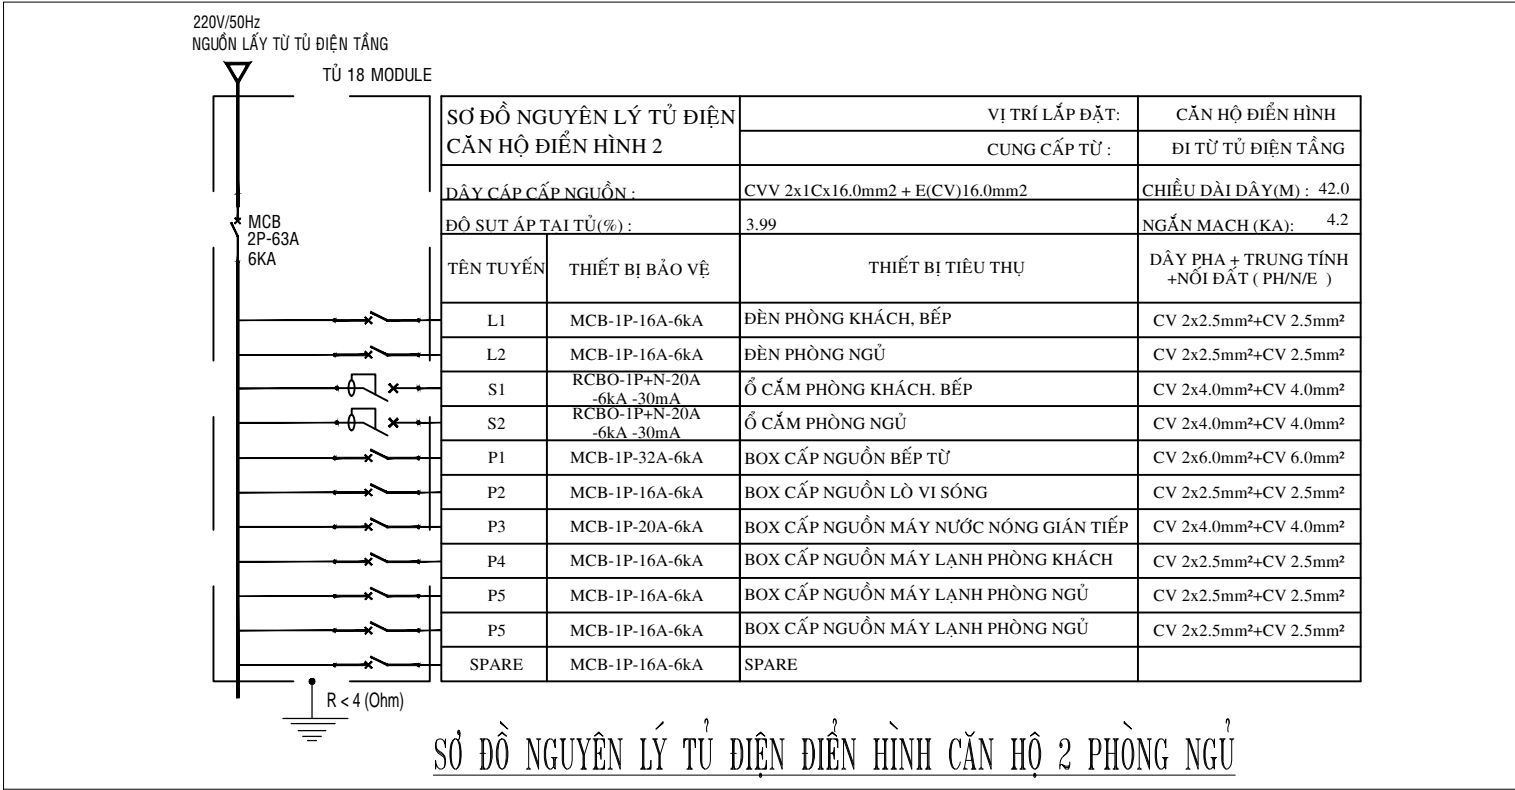 220V/50Hz
NGUỒN LẤY TỪ TỦ ĐIỆN TẦNG
TỦ 18 MODULE
MCB
2P-63A
6KA
SƠ ĐỒ NGUYÊN LÝ TỦ ĐIỆN
CĂN HỘ ĐIỂN HÌNH 2
VỊ TRÍ LẮP ĐẶT: CĂN HỘ ĐIỂN HÌNH
CUNG CẤP TỪ : ĐI TỪ TỦ ĐIỆN TẦNG
DÂY CÁP CẤP NGUỒN : CVV 2x1Cx16.0mm2 + E(CV)16.0mm2 CHIỀU DÀI DÂY(M) : 42.0
ĐỘ SỤT ÁP TẠI TỦ(%) : 3.99 NGẮN MẠCH (KA): 4.2
TÊN TUYẾN THIẾT BỊ BẢO VỆ THIẾT BỊ TIÊU THỤ DÂY PHA + TRUNG TÍNH
+NỐI ĐẤT ( PH/N/E )
L1 MCB-1P-16A-6kA ĐÈN PHÒNG KHÁCH, BẾP CV 2x2.5mm²+CV 2.5mm²
L2 MCB-1P-16A-6kA ĐÈN PHÒNG NGỦ CV 2x2.5mm²+CV 2.5mm²
S1 RCBO-1P+N-20A
-6kA -30mA Ổ CẮM PHÒNG KHÁCH. BẾP CV 2x4.0mm²+CV 4.0mm²
S2 RCBO-1P+N-20A
-6kA -30mA Ổ CẮM PHÒNG NGỦ CV 2x4.0mm²+CV 4.0mm²
P1 MCB-1P-32A-6kA BOX CẤP NGUỒN BẾP TỪ CV 2x6.0mm²+CV 6.0mm²
P2 MCB-1P-16A-6kA BOX CẤP NGUỒN LÒ VI SÓNG CV 2x2.5mm²+CV 2.5mm²
P3 MCB-1P-20A-6kA BOX CẤP NGUỒN MÁY NƯỚC NÓNG GIÁN TIẾP CV 2x4.0mm²+CV 4.0mm²
P4 MCB-1P-16A-6kA BOX CẤP NGUỒN MÁY LẠNH PHÒNG KHÁCH CV 2x2.5mm²+CV 2.5mm²
P5 MCB-1P-16A-6kA BOX CẤP NGUỒN MÁY LẠNH PHÒNG NGỦ CV 2x2.5mm²+CV 2.5mm²
P5 MCB-1P-16A-6kA BOX CẤP NGUỒN MÁY LẠNH PHÒNG NGỦ CV 2x2.5mm²+CV 2.5mm²
SPARE MCB-1P-16A-6kA SPARE
R < 4 (Ohm)
SƠ ĐỒ NGUYÊN LÝ TỦ ĐIỆN ĐIỂN HÌNH CĂN HỘ 2 PHÒNG NGỦ